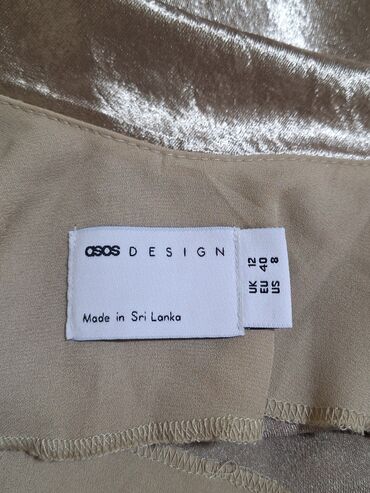 asos DESIGN
Made in Sri Lanka
UK 12
EU 40
US 8